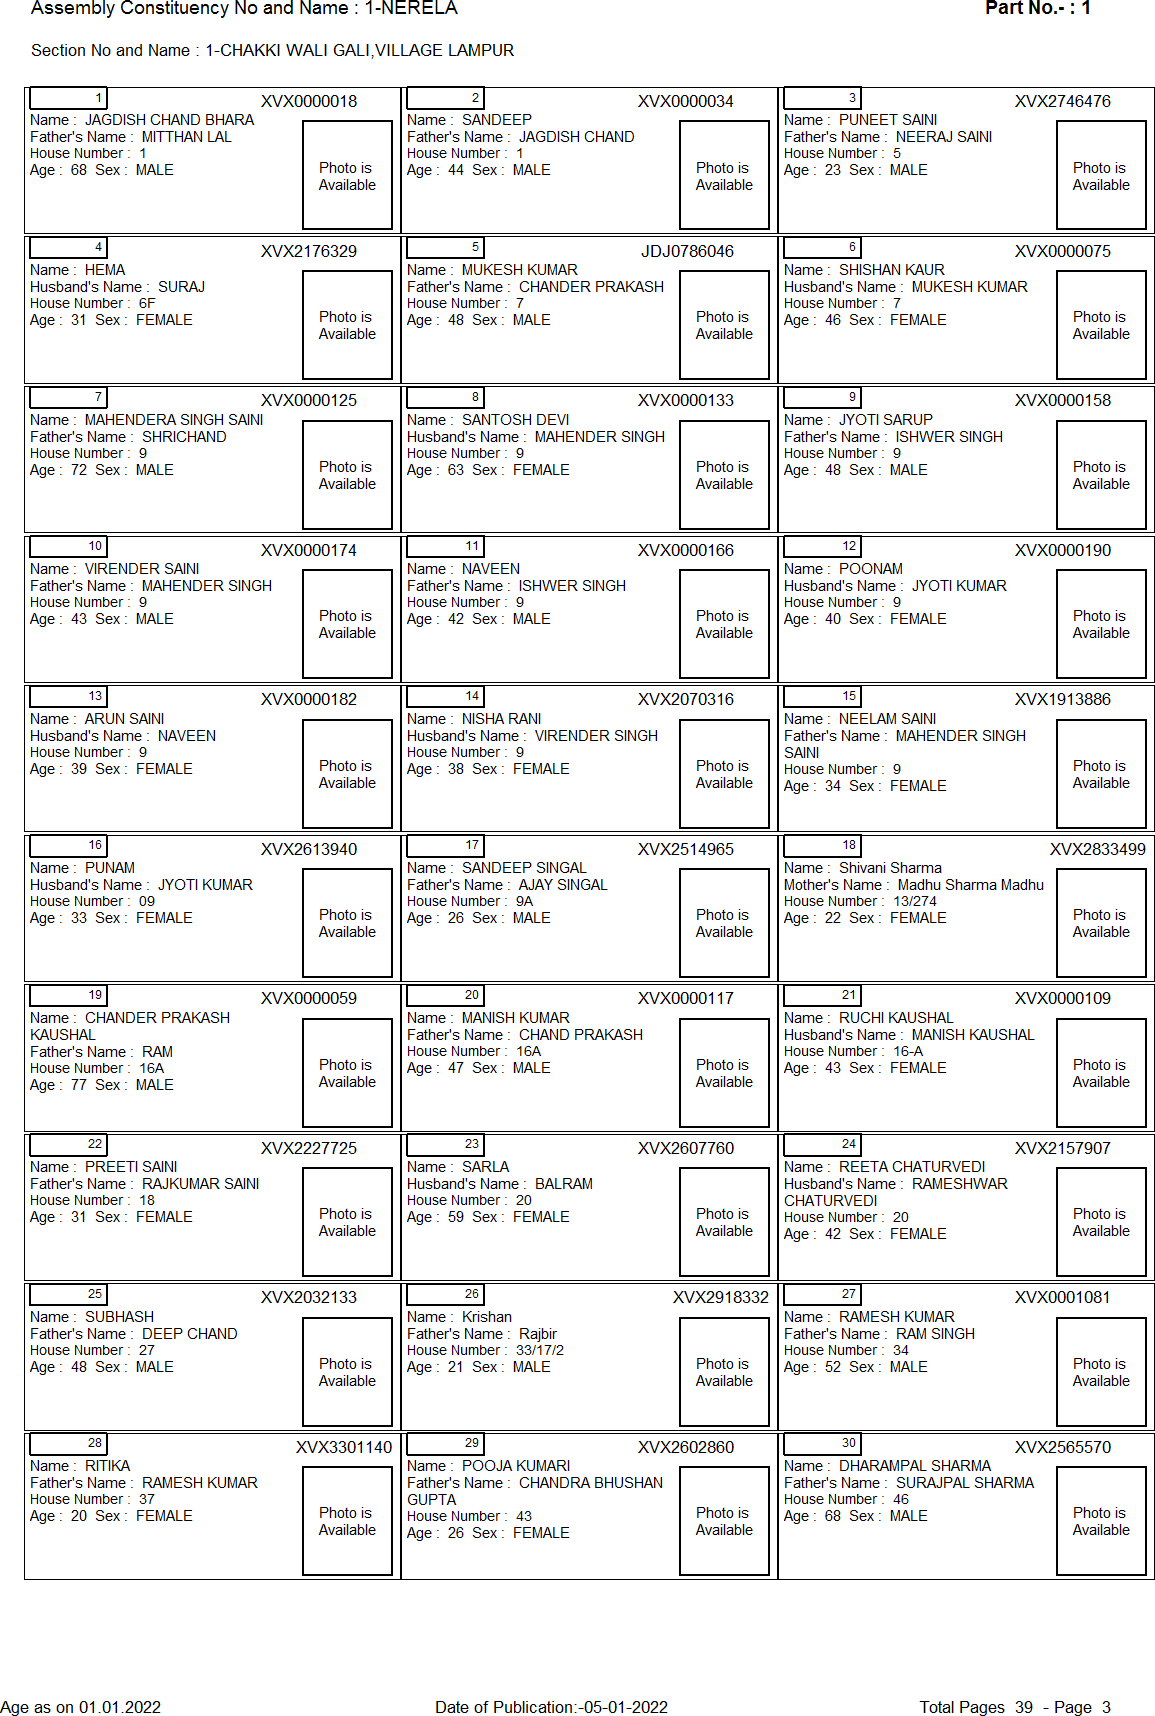 Assembly Constituency No and Name : 1-NERELA
Part No.- : 1
Section No and Name : 1-CHAKKI WALI GALI,VILLAGE LAMPUR
1
XVX0000018
Name : JAGDISH CHAND BHARA
Father's Name : MITTHAN LAL
House Number : 1
Age : 68 Sex : MALE
Photo is
Available
2
XVX0000034
Name : SANDEEP
Father's Name : JAGDISH CHAND
House Number : 1
Age : 44 Sex : MALE
Photo is
Available
3
XVX2746476
Name : PUNEET SAINI
Father's Name : NEERAJ SAINI
House Number : 5
Age : 23 Sex : MALE
Photo is
Available
4
XVX2176329
Name : HEMA
Husband's Name : SURAJ
House Number : 6F
Age : 31 Sex : FEMALE
Photo is
Available
5
JDJ0786046
Name : MUKESH KUMAR
Father's Name : CHANDER PRAKASH
House Number : 7
Age : 48 Sex : MALE
Photo is
Available
6
XVX0000075
Name : SHISHAN KAUR
Husband's Name : MUKESH KUMAR
House Number : 7
Age : 46 Sex : FEMALE
Photo is
Available
7
XVX0000125
Name : MAHENDERA SINGH SAINI
Father's Name : SHRICHAND
House Number : 9
Age : 72 Sex : MALE
Photo is
Available
8
XVX0000133
Name : SANTOSH DEVI
Husband's Name : MAHENDER SINGH
House Number : 9
Age : 63 Sex : FEMALE
Photo is
Available
9
XVX0000158
Name : JYOTI SARUP
Father's Name : ISHWER SINGH
House Number : 9
Age : 48 Sex : MALE
Photo is
Available
10
XVX0000174
Name : VIRENDER SAINI
Father's Name : MAHENDER SINGH
House Number : 9
Age : 43 Sex : MALE
Photo is
Available
11
XVX0000166
Name : NAVEEN
Father's Name : ISHWER SINGH
House Number : 9
Age : 42 Sex : MALE
Photo is
Available
12
XVX0000190
Name : POONAM
Husband's Name : JYOTI KUMAR
House Number : 9
Age : 40 Sex : FEMALE
Photo is
Available
13
XVX0000182
Name : ARUN SAINI
Husband's Name : NAVEEN
House Number : 9
Age : 39 Sex : FEMALE
Photo is
Available
14
XVX2070316
Name : NISHA RANI
Husband's Name : VIRENDER SINGH
House Number : 9
Age : 38 Sex : FEMALE
Photo is
Available
15
XVX1913886
Name : NEELAM SAINI
Father's Name : MAHENDER SINGH
SAINI
House Number : 9
Age : 34 Sex : FEMALE
Photo is
Available
16
XVX2613940
Name : PUNAM
Husband's Name : JYOTI KUMAR
House Number : 09
Age : 33 Sex : FEMALE
Photo is
Available
17
XVX2514965
Name : SANDEEP SINGAL
Father's Name : AJAY SINGAL
House Number : 9A
Age : 26 Sex : MALE
Photo is
Available
18
XVX2833499
Name : Shivani Sharma
Mother's Name : Madhu Sharma Madhu
House Number : 13/274
Age : 22 Sex : FEMALE
Photo is
Available
19
XVX0000059
Name : CHANDER PRAKASH
KAUSHAL
Father's Name : RAM
House Number : 16A
Age : 77 Sex : MALE
Photo is
Available
20
XVX0000117
Name : MANISH KUMAR
Father's Name : CHAND PRAKASH
House Number : 16A
Age : 47 Sex : MALE
Photo is
Available
21
XVX0000109
Name : RUCHI KAUSHAL
Husband's Name : MANISH KAUSHAL
House Number : 16-A
Age : 43 Sex : FEMALE
Photo is
Available
22
XVX2227725
Name : PREETI SAINI
Father's Name : RAJKUMAR SAINI
House Number : 18
Age : 31 Sex : FEMALE
Photo is
Available
23
XVX2607760
Name : SARLA
Husband's Name : BALRAM
House Number : 20
Age : 59 Sex : FEMALE
Photo is
Available
24
XVX2157907
Name : REETA CHATURVEDI
Husband's Name : RAMESHWAR
CHATURVEDI
House Number : 20
Age : 42 Sex : FEMALE
Photo is
Available
25
XVX2032133
Name : SUBHASH
Father's Name : DEEP CHAND
House Number : 27
Age : 48 Sex : MALE
Photo is
Available
26
XVX2918332
Name : Krishan
Father's Name : Rajbir
House Number : 33/17/2
Age : 21 Sex : MALE
Photo is
Available
27
XVX0001081
Name : RAMESH KUMAR
Father's Name : RAM SINGH
House Number : 34
Age : 52 Sex : MALE
Photo is
Available
28
XVX3301140
Name : RITIKA
Father's Name : RAMESH KUMAR
House Number : 37
Age : 20 Sex : FEMALE
Photo is
Available
29
XVX2602860
Name : POOJA KUMARI
Father's Name : CHANDRA BHUSHAN
GUPTA
House Number : 43
Age : 26 Sex : FEMALE
Photo is
Available
30
XVX2565570
Name : DHARAMPAL SHARMA
Father's Name : SURAJPAL SHARMA
House Number : 46
Age : 68 Sex : MALE
Photo is
Available
Age as on 01.01.2022
Date of Publication:-05-01-2022
Total Pages 39 - Page 3